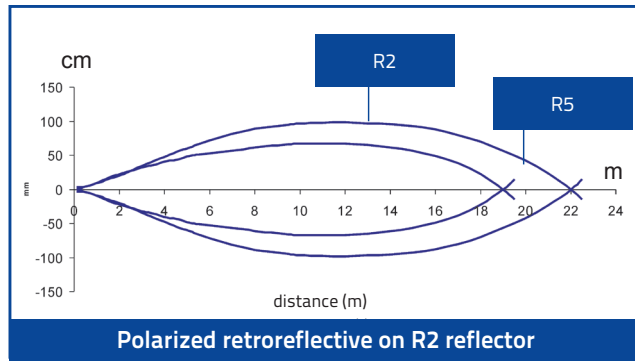 cm
R2
150
100
R5
50
m
mm
0
0 2 4 6 8 10 12 14 16 18 20 22 24
-50
-100
-150
distance (m)
Polarized retroreflective on R2 reflector